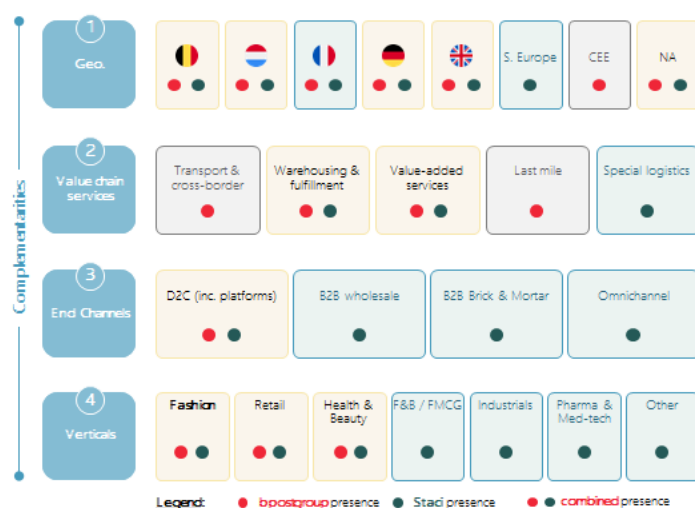 Complementarities
1
Geo.
S. Europe
CEE
NA
2
Value chain
services
Transport &
cross-border
Warehousing &
fulfillment
Value-added
services
Last mile
Special logistics
3
End Channels
D2C (inc. platforms)
B2B wholesale
B2B Brick & Mortar
Omnichannel
4
Verticals
Fashion
Retail
Health &
Beauty
F&B / FMCG
Industrials
Pharma &
Med-tech
Other
Legend: bpostgroup presence Staci presence combined presence